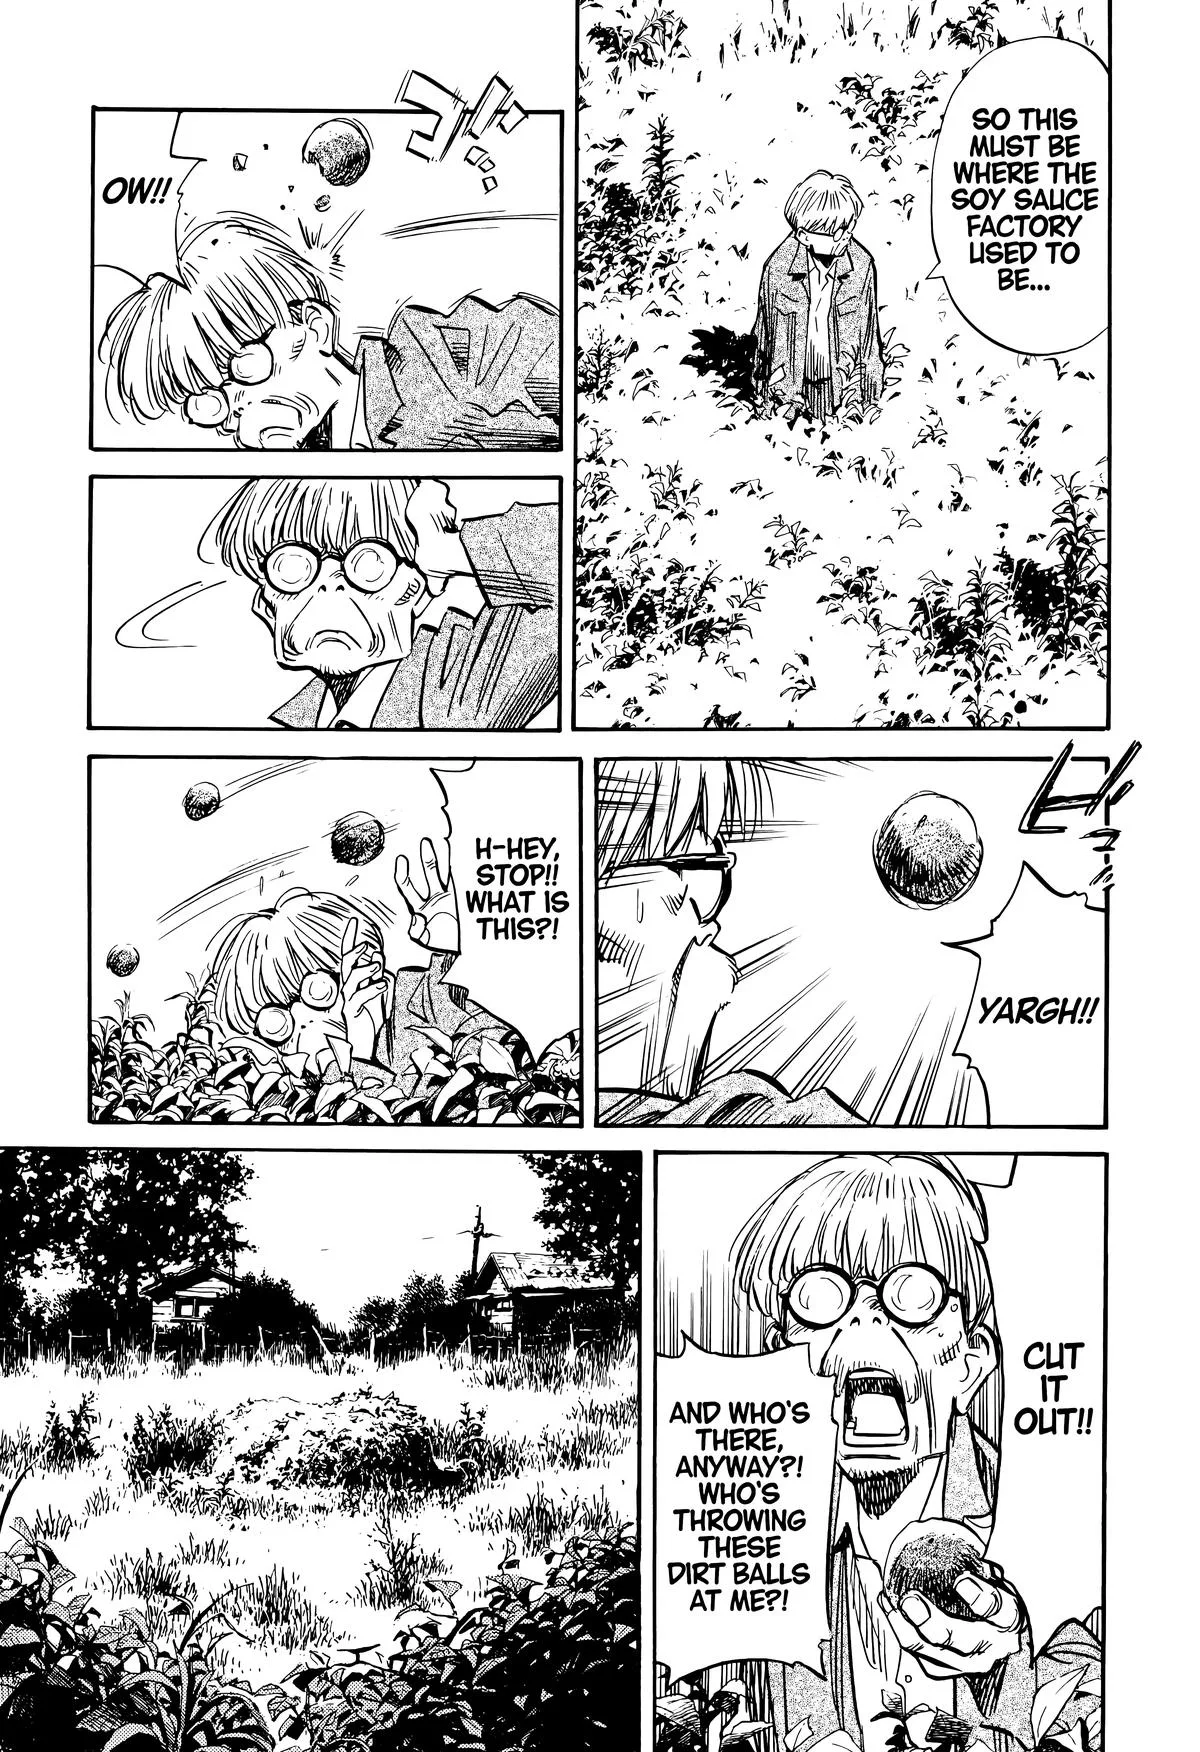 SO THIS
MUST BE
WHERE THE
SOY SAUCE
FACTORY
USED TO
BE...
OW!!
YARGH!!
H-HEY,
STOP!!
WHAT IS
THIS?!
CUT
IT
OUT!!
AND WHO'S
THERE,
ANYWAY?!
WHO'S
THROWING
THESE
DIRT BALLS
AT ME?!